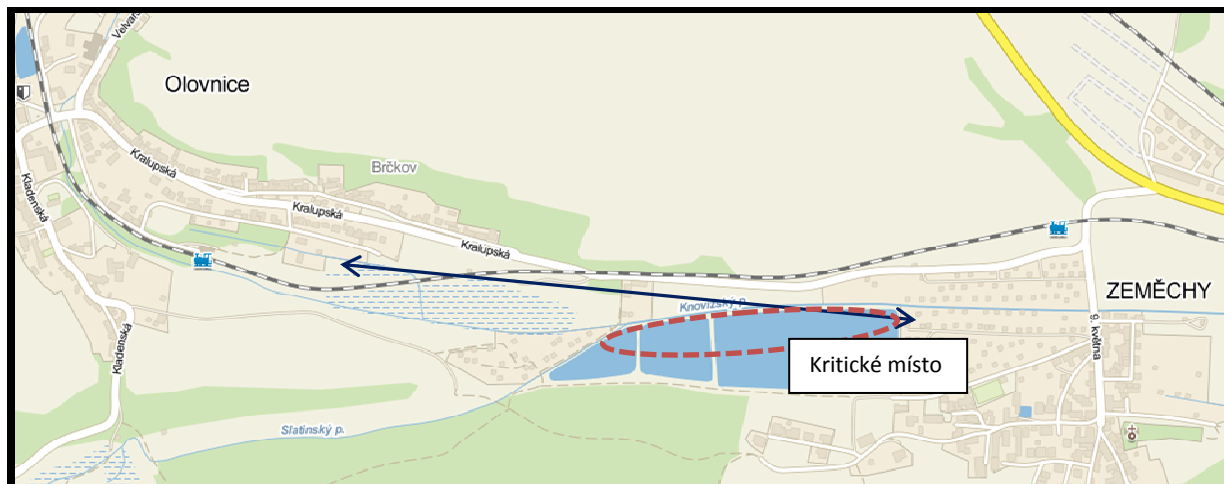 Velvar
Olovnice
Brčkov
Kralupská
Kralupská
Kralupská
Kladenská
Kladenská
Knovízský p.
ZEMĚCHY
9. května
Kritické místo
Slatinský p.